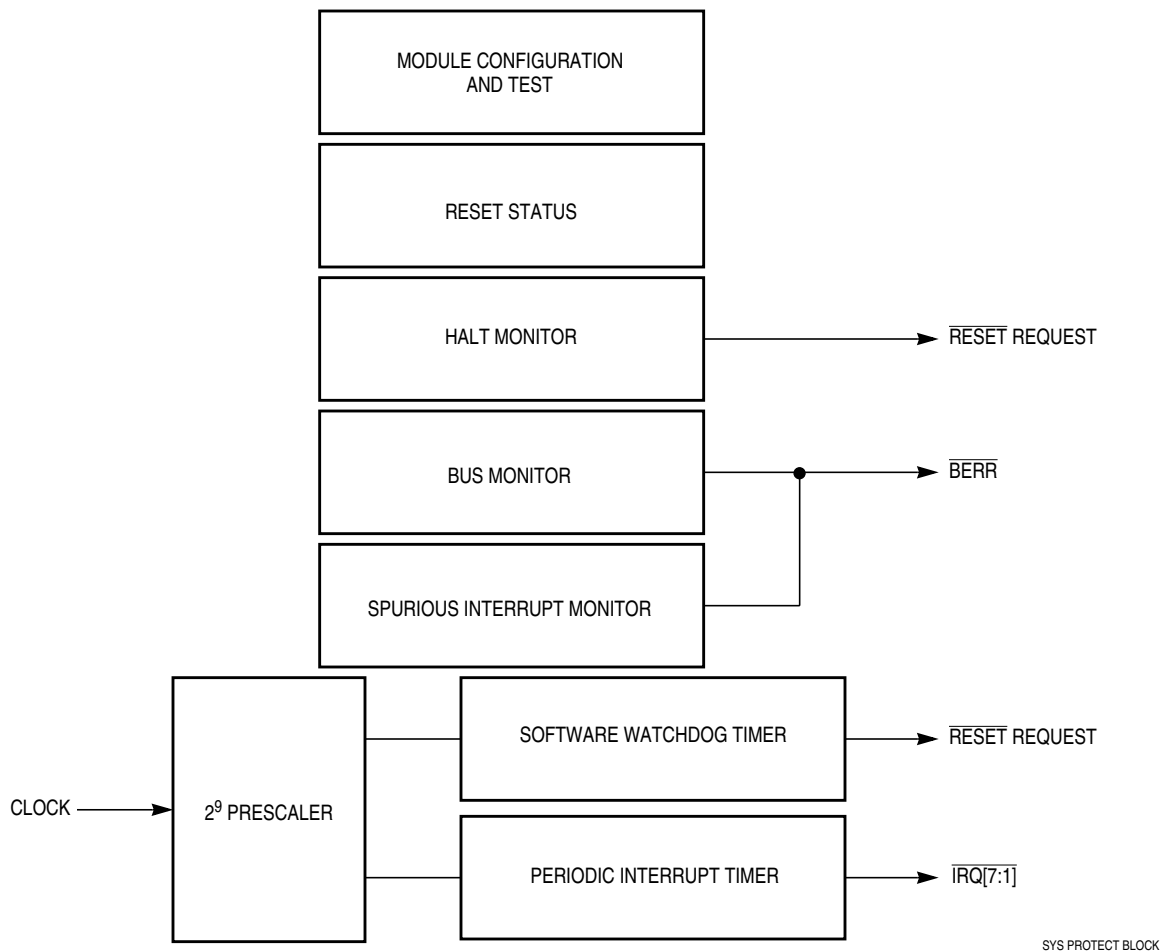 MODULE CONFIGURATION
AND TEST
RESET STATUS
HALT MONITOR
RESET REQUEST
BUS MONITOR
BERR
SPURIOUS INTERRUPT MONITOR
SOFTWARE WATCHDOG TIMER
RESET REQUEST
CLOCK
2⁹ PRESCALER
PERIODIC INTERRUPT TIMER
IRQ[7:1]
SYS PROTECT BLOCK